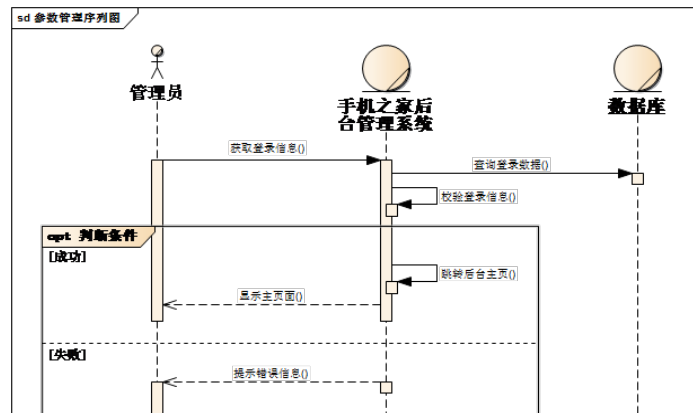 sd 参数管理序列图
管理员
手机之家后
台管理系统
数据库
获取登录信息()
查询登录数据()
校验登录信息()
opt 判断条件
[成功]
跳转后台主页()
显示主页面()
[失败]
提示错误信息()